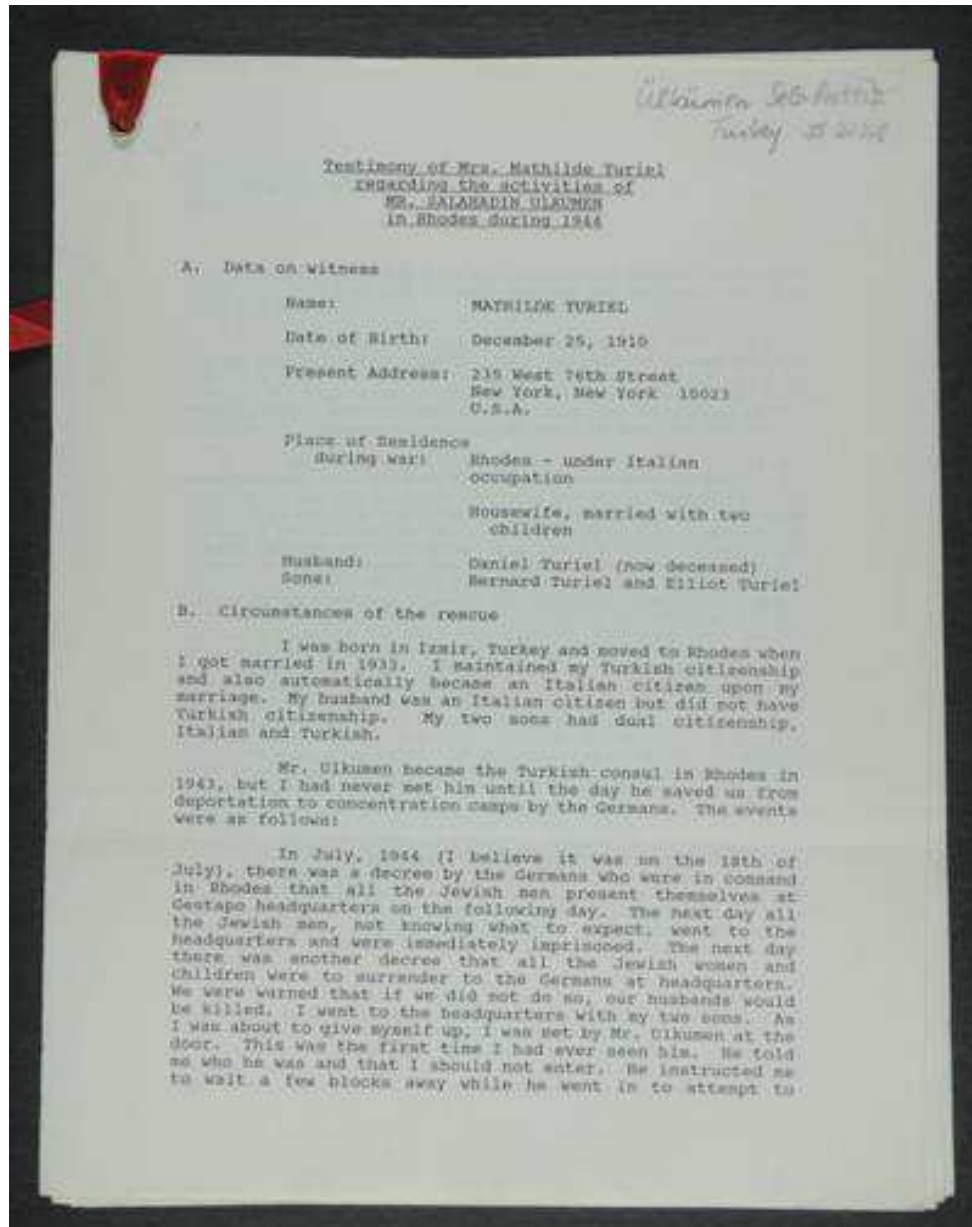 Turkey
Testimony of Mrs. Mathilde Turiel
regarding the activities of
MR. SALAHADIN ULKUMEN
in Rhodes during 1944
A. Data on witness
Name: MATHILDE TURIEL
Date of Birth: December 25, 1910
Present Address: 235 West 76th Street
New York, New York 10023
U.S.A.
Place of Residence
during war: Rhodes - under Italian
occupation
Housewife, married with two
children
Husband: Daniel Turiel (now deceased)
Sons: Bernard Turiel and Elliot Turiel
B. Circumstances of the rescue
I was born in Izmir, Turkey and moved to Rhodes when
I got married in 1933. I maintained my Turkish citizenship
and also automatically became an Italian citizen upon my
marriage. My husband was an Italian citizen but did not have
Turkish citizenship. My two sons had dual citizenship,
Italian and Turkish.
Mr. Ulkumen became the Turkish consul in Rhodes in
1943, but I had never met him until the day he saved us from
deportation to concentration camps by the Germans. The events
were as follows:
In July, 1944 (I believe it was on the 18th of
July), there was a decree by the Germans who were in command
in Rhodes that all the Jewish men present themselves at
Gestapo headquarters on the following day. The next day all
the Jewish men, not knowing what to expect, went to the
headquarters and were immediately imprisoned. The next day
there was another decree that all the Jewish women and
children were to surrender to the Germans at headquarters.
We were warned that if we did not do so, our husbands would
be killed. I went to the headquarters with my two sons. As
I was about to give myself up, I was met by Mr. Ulkumen at the
door. This was the first time I had ever seen him. He told
me who he was and that I should not enter. He instructed me
to wait a few blocks away while he went in to attempt to